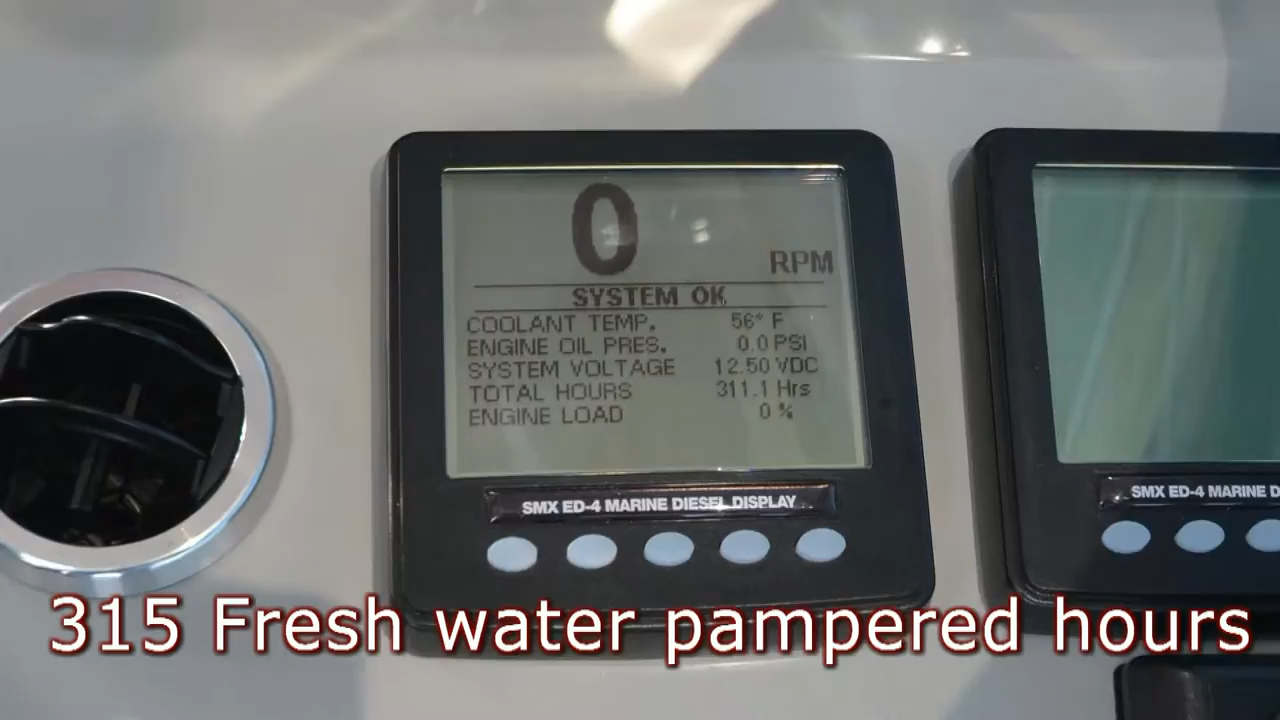 0
RPM
SYSTEM OK
COOLANT TEMP. 56° F
ENGINE OIL PRES. 0.0 PSI
SYSTEM VOLTAGE 12.50 VDC
TOTAL HOURS 311.1 Hrs
ENGINE LOAD 0 %
SMX ED-4 MARINE DIESEL DISPLAY
SMX ED-4 MARINE D
315 Fresh water pampered hours